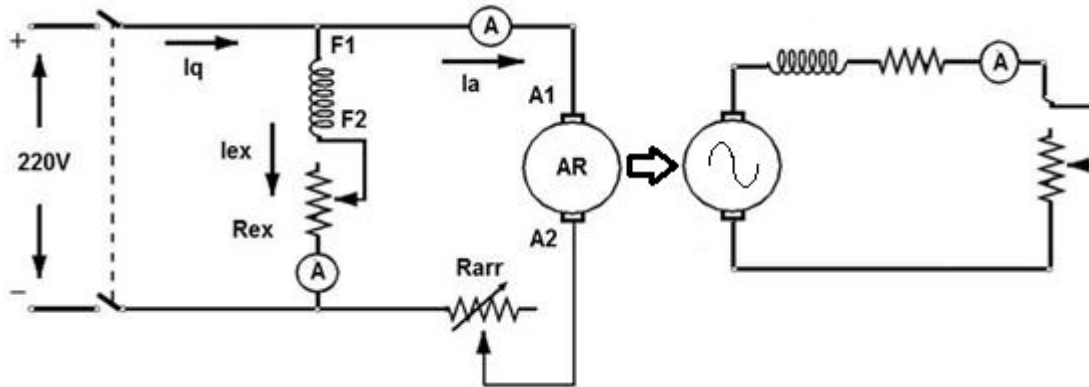 A
+
F1
Iq
Ia
A
F2
A1
220V
Iex
AR
Rex
A2
A
Rarr
−